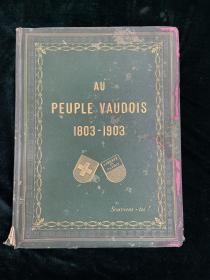 AU
PEUPLE VAUDOIS
1803-1903
Souviens-toi!